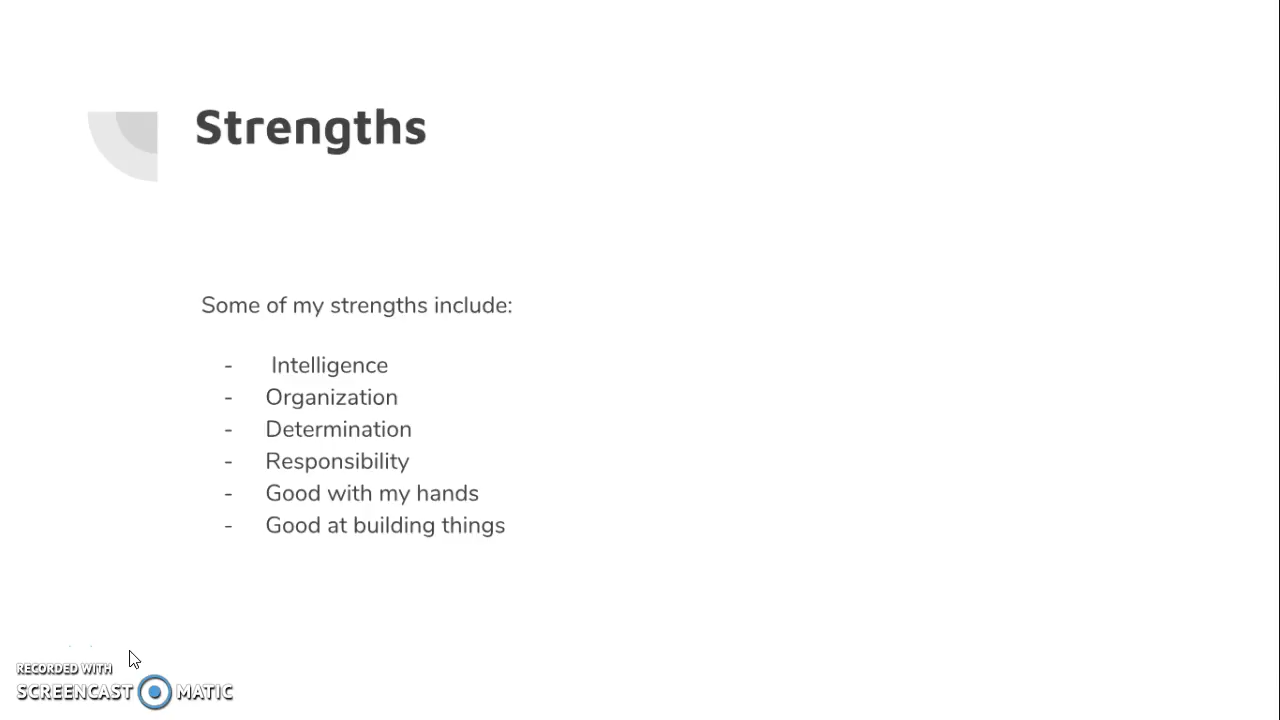 Strengths
Some of my strengths include:
- Intelligence
- Organization
- Determination
- Responsibility
- Good with my hands
- Good at building things
RECORDED WITH
SCREENCAST MATIC